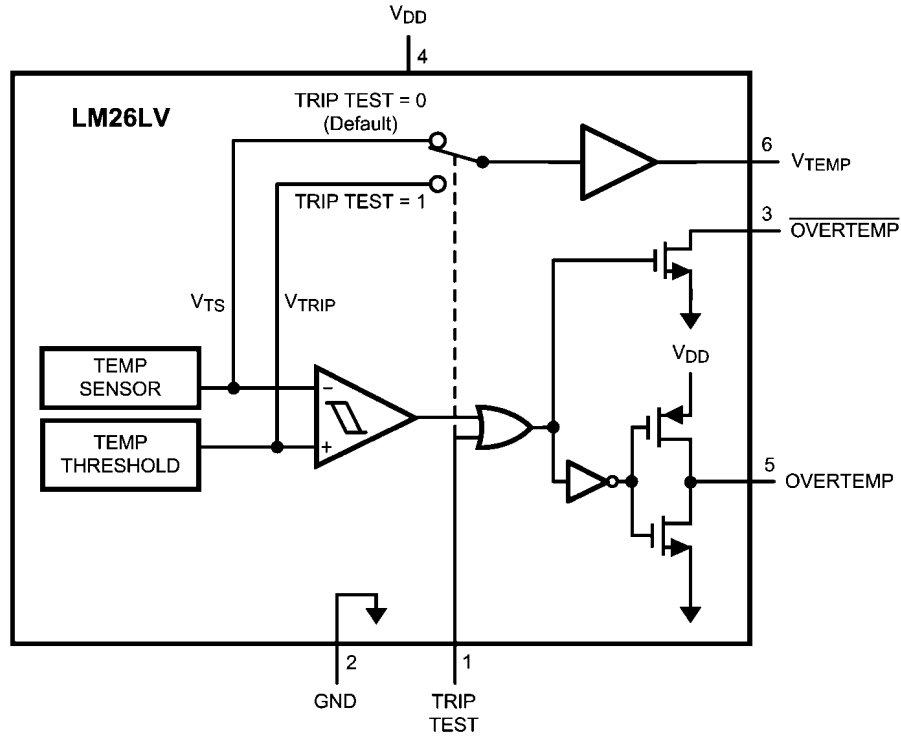 VDD
4
LM26LV
TRIP TEST = 0
(Default)
6
VTEMP
TRIP TEST = 1
3
OVERTEMP
VTS
VTRIP
VDD
TEMP
SENSOR
−
TEMP
THRESHOLD
+
5
OVERTEMP
2
1
GND
TRIP
TEST